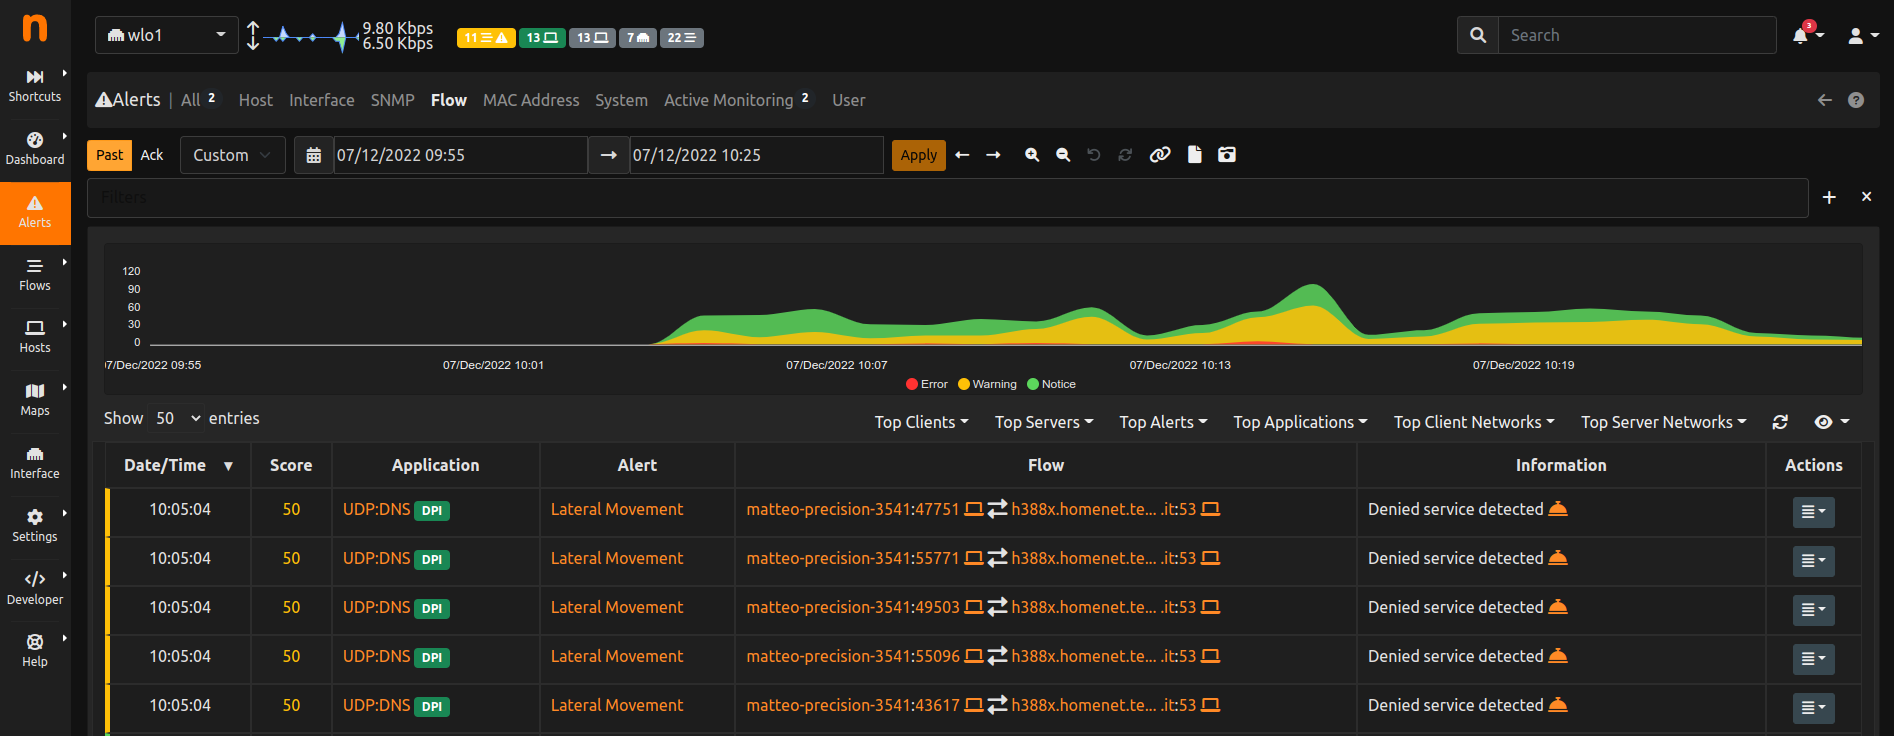 n
wlo1
9.80 Kbps
6.50 Kbps
11
13
13
7
22
Search
3
Shortcuts
Dashboard
Alerts
Flows
Hosts
Maps
Interface
Settings
Developer
Help
Alerts | All 2 Host Interface SNMP Flow MAC Address System Active Monitoring 2 User
Past Ack Custom 07/12/2022 09:55 → 07/12/2022 10:25 Apply
Filters
120
90
60
30
0
07/Dec/2022 10:01 07/Dec/2022 10:07 07/Dec/2022 10:13 07/Dec/2022 10:19
7/Dec/2022 09:55
Error Warning Notice
Show 50 entries
Top Clients Top Servers Top Alerts Top Applications Top Client Networks Top Server Networks
Date/Time Score Application Alert Flow Information Actions
10:05:04 50 UDP:DNS DPI Lateral Movement matteo-precision-3541:47751 h388x.homenet.te... .it:53 Denied service detected
10:05:04 50 UDP:DNS DPI Lateral Movement matteo-precision-3541:55771 h388x.homenet.te... .it:53 Denied service detected
10:05:04 50 UDP:DNS DPI Lateral Movement matteo-precision-3541:49503 h388x.homenet.te... .it:53 Denied service detected
10:05:04 50 UDP:DNS DPI Lateral Movement matteo-precision-3541:55096 h388x.homenet.te... .it:53 Denied service detected
10:05:04 50 UDP:DNS DPI Lateral Movement matteo-precision-3541:43617 h388x.homenet.te... .it:53 Denied service detected